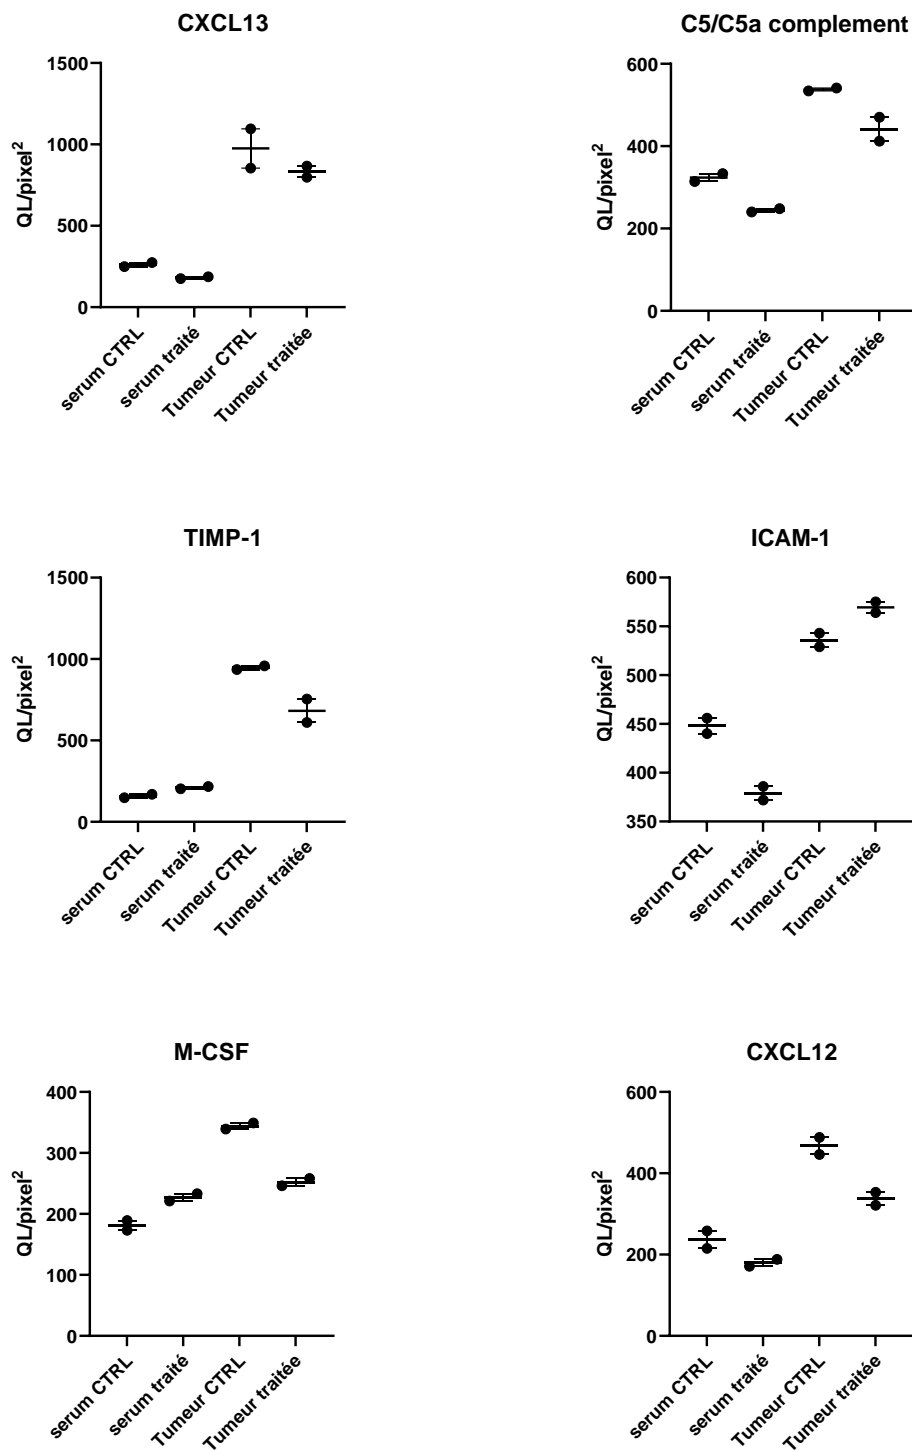 CXCL13
QL/pixel²
1500
1000
500
0
serum CTRL
serum traité
Tumeur CTRL
Tumeur traitée
C5/C5a complement
QL/pixel²
600
400
200
0
serum CTRL
serum traité
Tumeur CTRL
Tumeur traitée
TIMP-1
QL/pixel²
1500
1000
500
0
serum CTRL
serum traité
Tumeur CTRL
Tumeur traitée
ICAM-1
QL/pixel²
600
550
500
450
400
350
serum CTRL
serum traité
Tumeur CTRL
Tumeur traitée
M-CSF
QL/pixel²
400
300
200
100
0
serum CTRL
serum traité
Tumeur CTRL
Tumeur traitée
CXCL12
QL/pixel²
600
400
200
0
serum CTRL
serum traité
Tumeur CTRL
Tumeur traitée